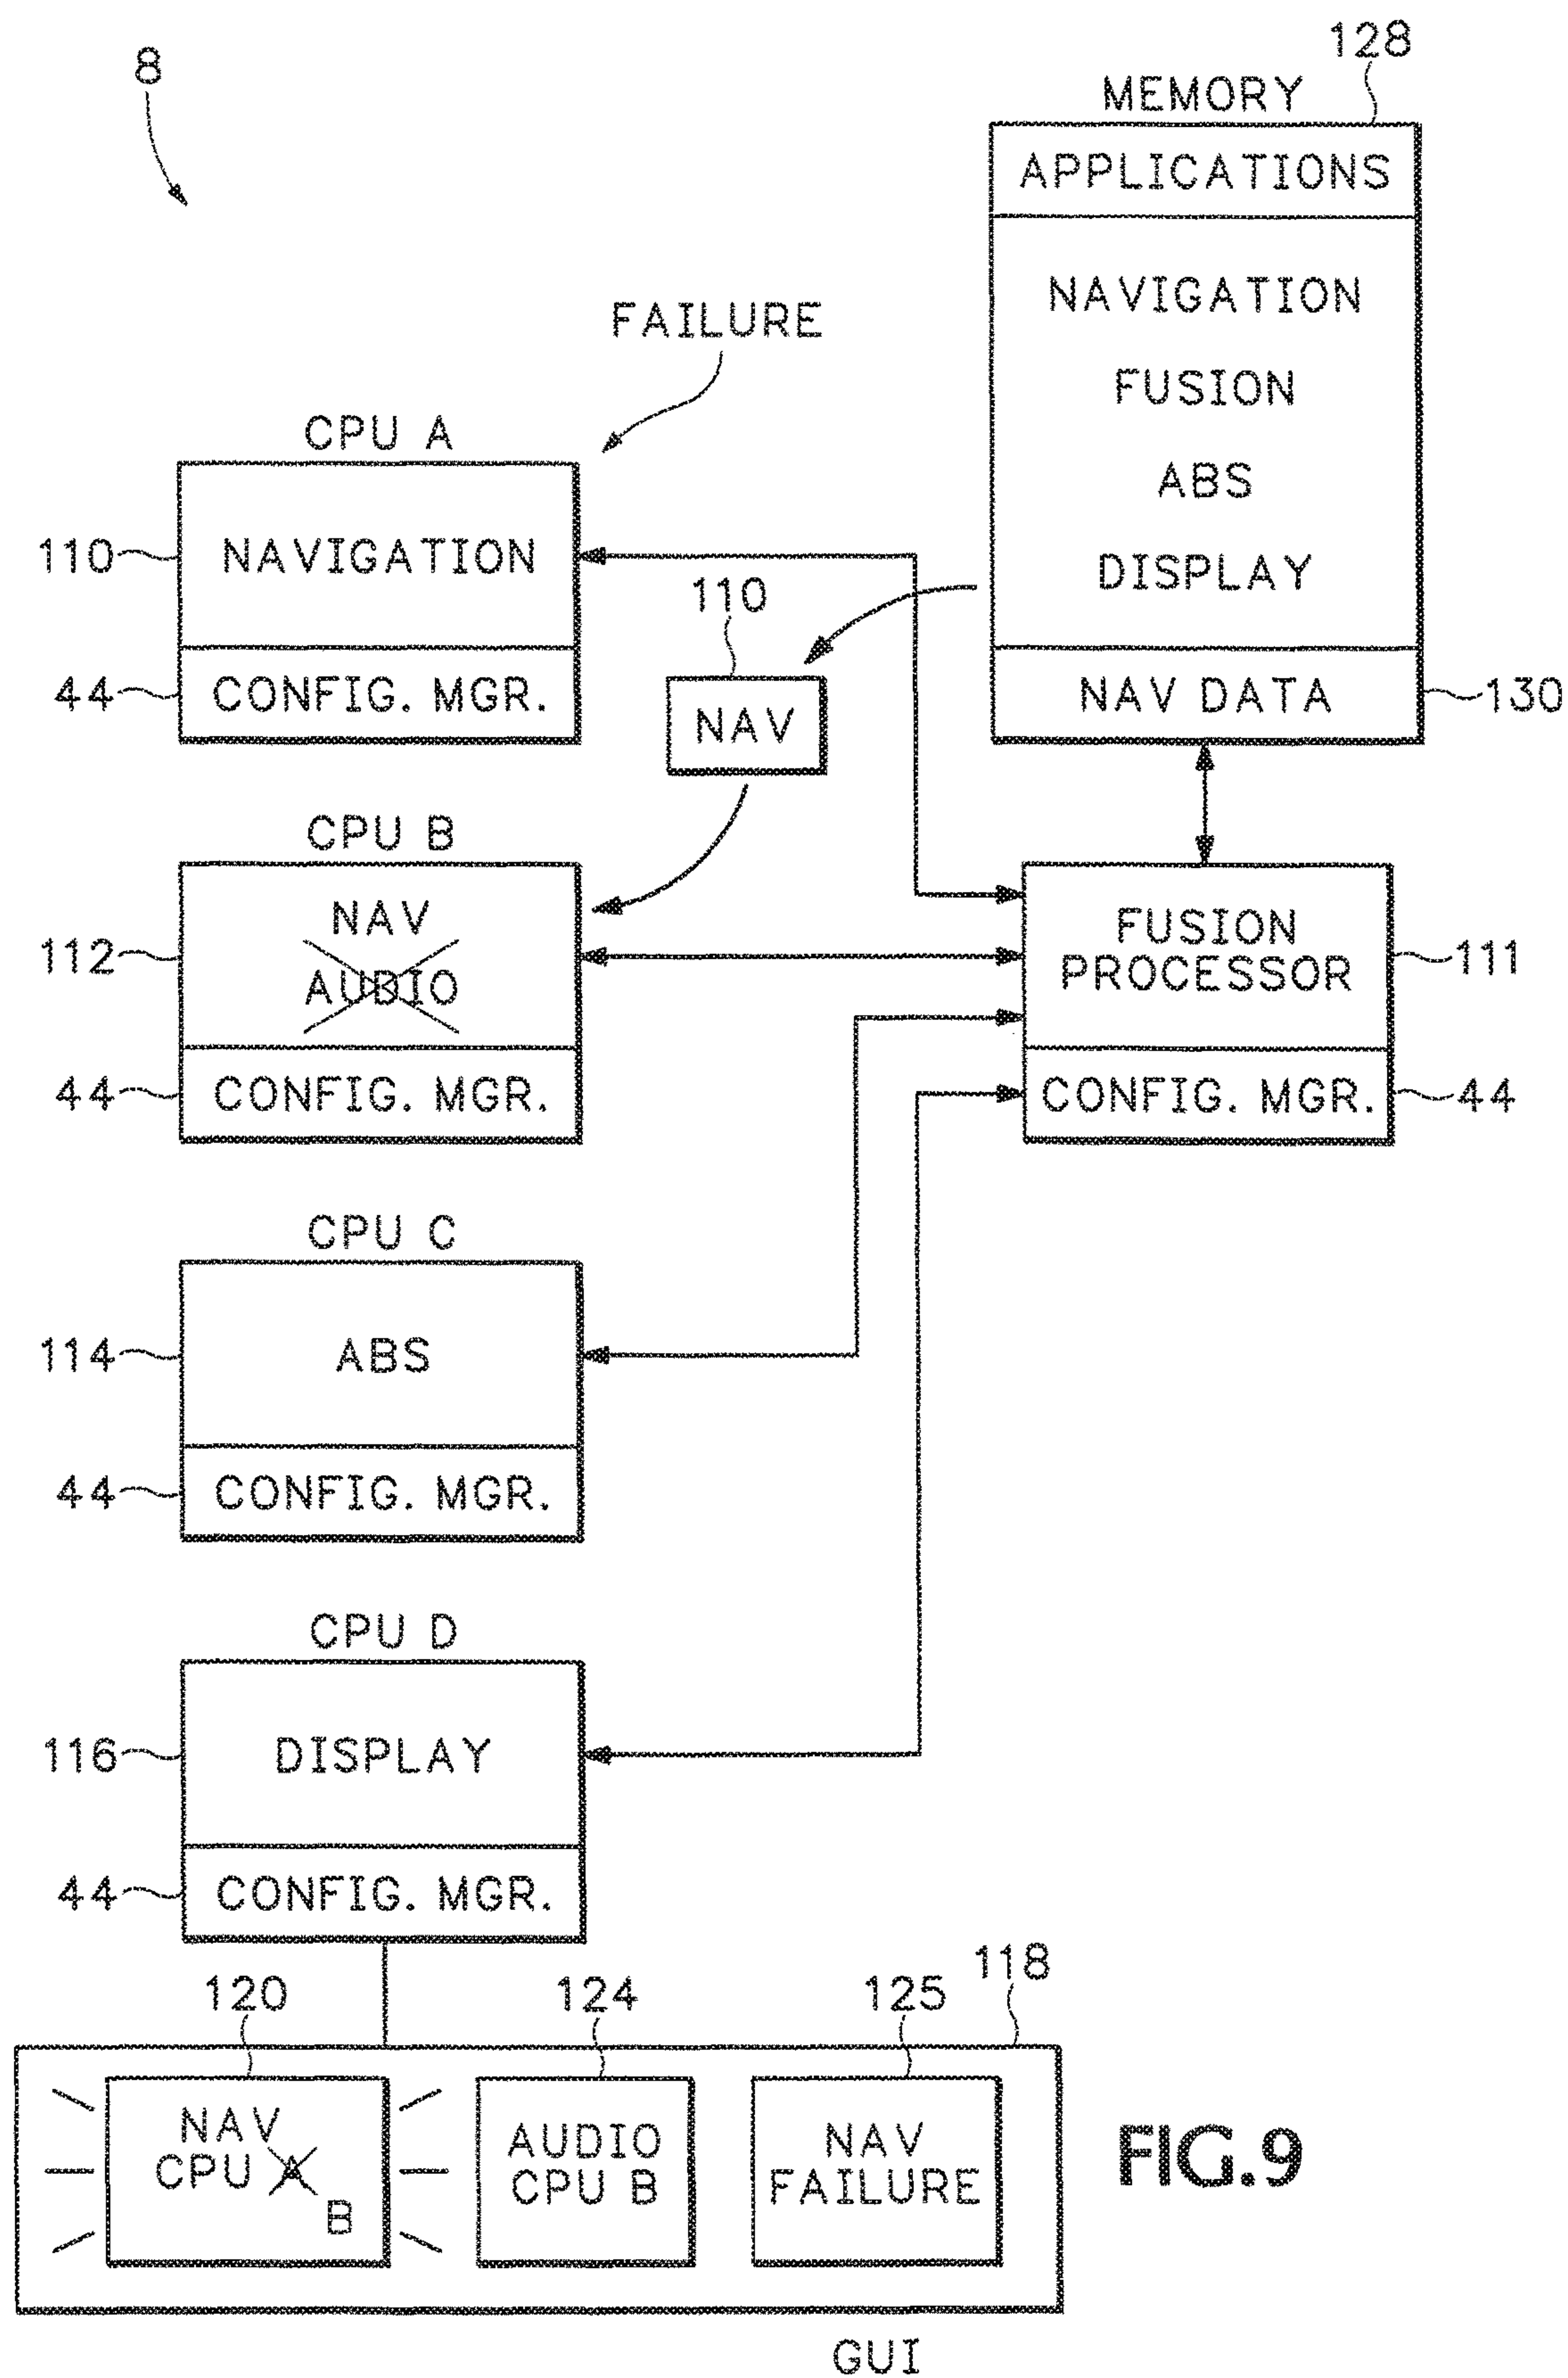 8
128
MEMORY
APPLICATIONS
NAVIGATION
FUSION
ABS
DISPLAY
NAV DATA
130
FAILURE
CPU A
110
NAVIGATION
44
CONFIG. MGR.
110
NAV
CPU B
112
NAV
AUDIO
44
CONFIG. MGR.
FUSION
PROCESSOR
111
CONFIG. MGR.
44
CPU C
114
ABS
44
CONFIG. MGR.
CPU D
116
DISPLAY
44
CONFIG. MGR.
118
120
124
125
NAV
CPU A
B
AUDIO
CPU B
NAV
FAILURE
GUI
FIG.9